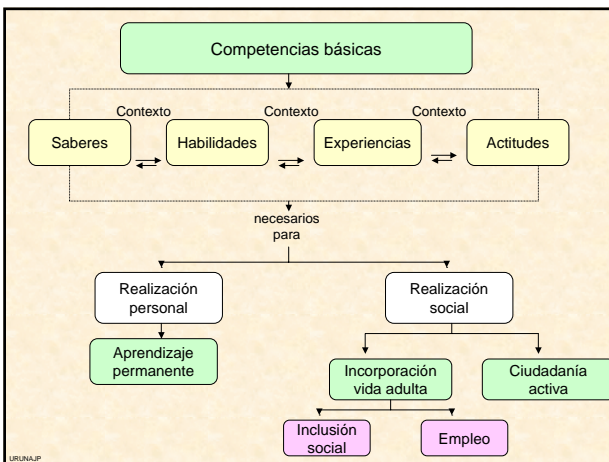 Competencias básicas
Contexto
Contexto
Contexto
Saberes
Habilidades
Experiencias
Actitudes
necesarios
para
Realización
personal
Realización
social
Aprendizaje
permanente
Incorporación
vida adulta
Ciudadanía
activa
Inclusión
social
Empleo
URUNAJP